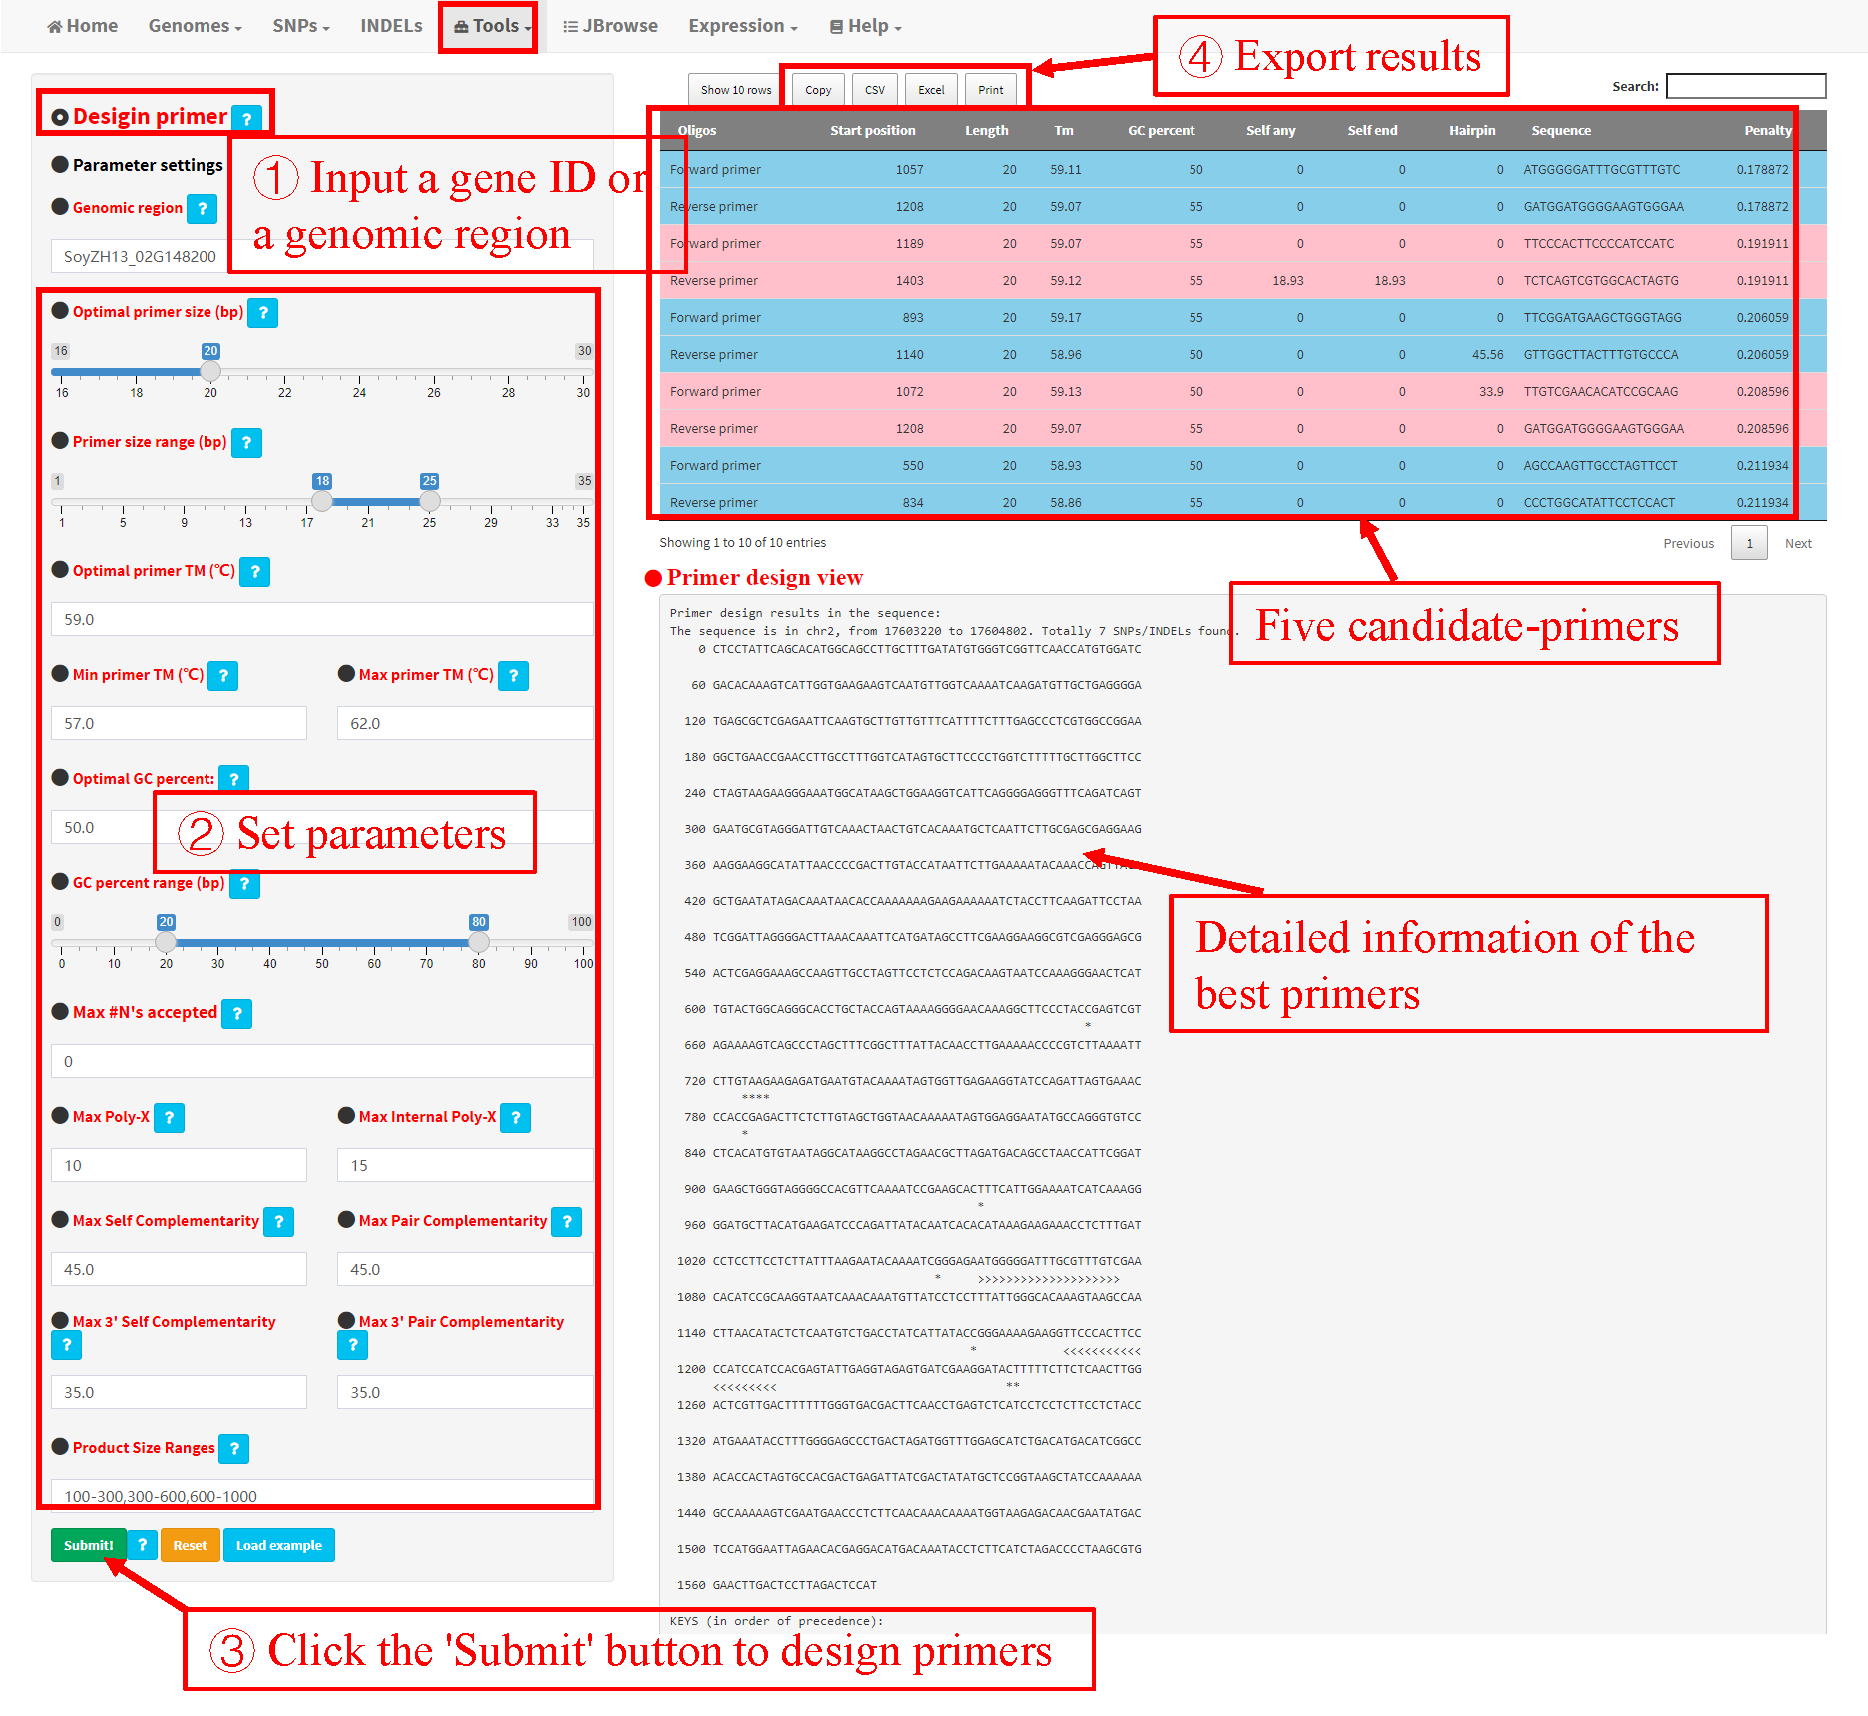 Home Genomes SNPs INDELs Tools JBrowse Expression Help
④ Export results
Desigin primer ?
Parameter settings
① Input a gene ID or
a genomic region
Genomic region ?
SoyZH13_02G148200
Optimal primer size (bp) ?
16 20 30
16 18 20 22 24 26 28 30
Primer size range (bp) ?
1 18 25 35
1 5 9 13 17 21 25 29 33 35
Optimal primer TM (℃) ?
59.0
Min primer TM (℃) ? Max primer TM (℃) ?
57.0 62.0
Optimal GC percent: ?
50.0
② Set parameters
GC percent range (bp) ?
0 20 80 100
0 10 20 30 40 50 60 70 80 90 100
Max #N's accepted ?
0
Max Poly-X ? Max Internal Poly-X ?
10 15
Max Self Complementarity ? Max Pair Complementarity ?
45.0 45.0
Max 3' Self Complementarity ? Max 3' Pair Complementarity ?
35.0 35.0
Product Size Ranges ?
100-300,300-600,600-1000
Submit! ? Reset Load example
③ Click the 'Submit' button to design primers
Show 10 rows Copy CSV Excel Print Search:
Oligos Start position Length Tm GC percent Self any Self end Hairpin Sequence Penalty
Forward primer 1057 20 59.11 50 0 0 0 ATGGGGGATTTGCGTTTGTC 0.178872
Reverse primer 1208 20 59.07 55 0 0 0 GATGGATGGGGAAGTGGGAA 0.178872
Forward primer 1189 20 59.07 55 0 0 0 TTCCCACTTCCCCATCCATC 0.191911
Reverse primer 1403 20 59.12 55 18.93 18.93 0 TCTCAGTCGTGGCACTAGTG 0.191911
Forward primer 893 20 59.17 55 0 0 0 TTCGGATGAAGCTGGGTAGG 0.206059
Reverse primer 1140 20 58.96 50 0 0 45.56 GTTGGCTTACTTTGTGCCCA 0.206059
Forward primer 1072 20 59.13 50 0 0 33.9 TTGTCGAACACATCCGCAAG 0.208596
Reverse primer 1208 20 59.07 55 0 0 0 GATGGATGGGGAAGTGGGAA 0.208596
Forward primer 550 20 58.93 50 0 0 0 AGCCAAGTTGCCTAGTTCCT 0.211934
Reverse primer 834 20 58.86 55 0 0 0 CCCTGGCATATTCCTCCACT 0.211934
Showing 1 to 10 of 10 entries Previous 1 Next
Five candidate-primers
Primer design view
Primer design results in the sequence:
The sequence is in chr2, from 17603220 to 17604802. Totally 7 SNPs/INDELs found.
0 CTCCTATTCAGCACATGGCAGCCTTGCTTTGATATGTGGGTCGGTTCAACCATGTGGATC
60 GACACAAAGTCATTGGTGAAGAAGTCAATGTTGGTCAAAATCAAGATGTTGCTGAGGGGA
120 TGAGCGCTCGAGAATTCAAGTGCTTGTTGTTTCATTTTCTTTGAGCCCTCGTGGCCGGAA
180 GGCTGAACCGAACCTTGCCTTTGGTCATAGTGCTTCCCCTGGTCTTTTTGCTTGGCTTCC
240 CTAGTAAGAAGGGAAATGGCATAAGCTGGAAGGTCATTCAGGGGAGGGTTTCAGATCAGT
300 GAATGCGTAGGGATTGTCAAACTAACTGTCACAAATGCTCAATTCTTGCGAGCGAGGAAG
360 AAGGAAGGCATATTAACCCCGACTTGTACCATAATTCTTGAAAAATACAAACCAGTT
420 GCTGAATATAGACAAATAACACCAAAAAAAGAAGAAAAAATCTACCTTCAAGATTCCTAA
480 TCGGATTAGGGGACTTAAACAAATTCATGATAGCCTTCGAAGGAAGGCGTCGAGGGAGCG
540 ACTCGAGGAAAGCCAAGTTGCCTAGTTCCTCTCCAGACAAGTAATCCAAAGGGAACTCAT
600 TGTACTGGCAGGGCACCTGCTACCAGTAAAAGGGGAACAAAGGCTTCCCTACCGAGTCGT
*
660 AGAAAAGTCAGCCCTAGCTTTCGGCTTTATTACAACCTTGAAAAACCCCGTCTTAAAATT
720 CTTGTAAGAAGAGATGAATGTACAAAATAGTGGTTGAGAAGGTATCCAGATTAGTGAAAC
****
780 CCACCGAGACTTCTCTTGTAGCTGGTAACAAAAATAGTGGAGGAATATGCCAGGGTGTCC
*
840 CTCACATGTGTAATAGGCATAAGGCCTAGAACGCTTAGATGACAGCCTAACCATTCGGAT
900 GAAGCTGGGTAGGGGCCACGTTCAAAATCCGAAGCACTTTCATTGGAAAATCATCAAAGG
*
960 GGATGCTTACATGAAGATCCCAGATTATACAATCACACATAAAGAAGAAACCTCTTTGAT
1020 CCTCCTTCCTCTTATTTAAGAATACAAAATCGGGAGAATGGGGGATTTGCGTTTGTCGAA
* >>>>>>>>>>>>>>>>>>>>
1080 CACATCCGCAAGGTAATCAAACAAATGTTATCCTCCTTTATTGGGCACAAAGTAAGCCAA
1140 CTTAACATACTCTCAATGTCTGACCTATCATTATACCGGGAAAAGAAGGTTCCCACTTCC
* <<<<<<<<<<<
1200 CCATCCATCCACGAGTATTGAGGTAGAGTGATCGAAGGATACTTTTTCTTCTCAACTTGG
<<<<<<<<< **
1260 ACTCGTTGACTTTTTTGGGTGACGACTTCAACCTGAGTCTCATCCTCCTCTTCCTCTACC
1320 ATGAAATACCTTTGGGGAGCCCTGACTAGATGGTTTGGAGCATCTGACATGACATCGGCC
1380 ACACCACTAGTGCCACGACTGAGATTATCGACTATATGCTCCGGTAAGCTATCCAAAAAA
1440 GCCAAAAAGTCGAATGAACCCTCTTCAACAAACAAAATGGTAAGAGACAACGAATATGAC
1500 TCCATGGAATTAGAACACGAGGACATGACAAATACCTCTTCATCTAGACCCCTAAGCGTG
1560 GAACTTGACTCCTTAGACTCCAT
KEYS (in order of precedence):
Detailed information of the
best primers